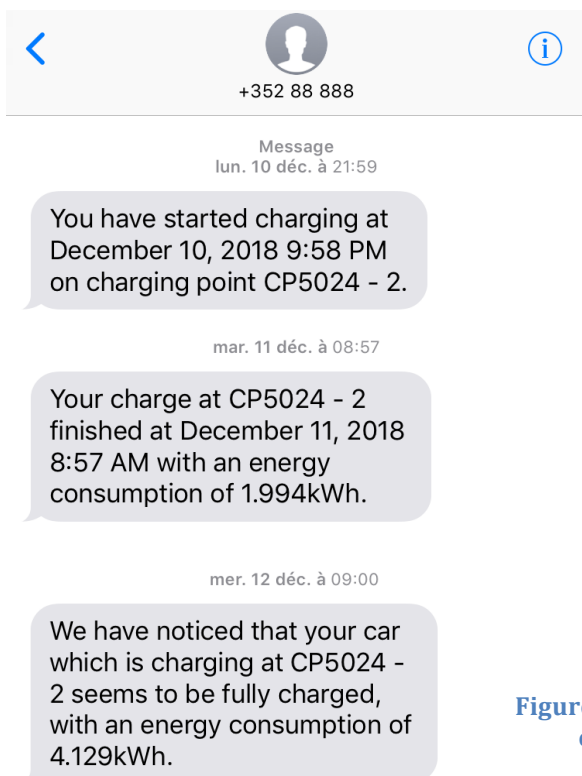 +352 88 888
Message
lun. 10 déc. à 21:59
You have started charging at
December 10, 2018 9:58 PM
on charging point CP5024 - 2.
mar. 11 déc. à 08:57
Your charge at CP5024 - 2
finished at December 11, 2018
8:57 AM with an energy
consumption of 1.994kWh.
mer. 12 déc. à 09:00
We have noticed that your car
which is charging at CP5024 -
2 seems to be fully charged,
with an energy consumption of
4.129kWh.